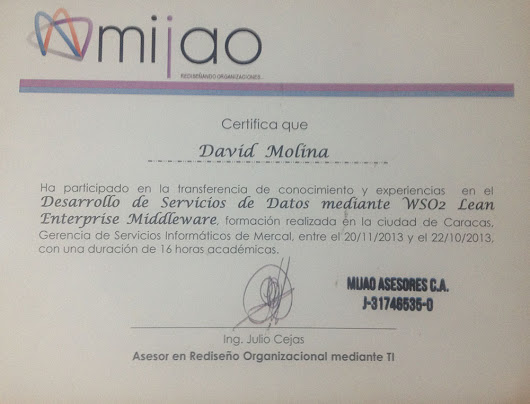 mijao
REDISEÑANDO ORGANIZACIONES...
Certifica que
David Molina
Ha participado en la transferencia de conocimiento y experiencias en el
Desarrollo de Servicios de Datos mediante WSO2 Lean
Enterprise Middleware, formación realizada en la ciudad de Caracas,
Gerencia de Servicios Informáticos de Mercal, entre el 20/11/2013 y el 22/10/2013,
con una duración de 16 horas académicas.
MIJAO ASESORES C.A.
J-31746535-0
Ing. Julio Cejas
Asesor en Rediseño Organizacional mediante TI